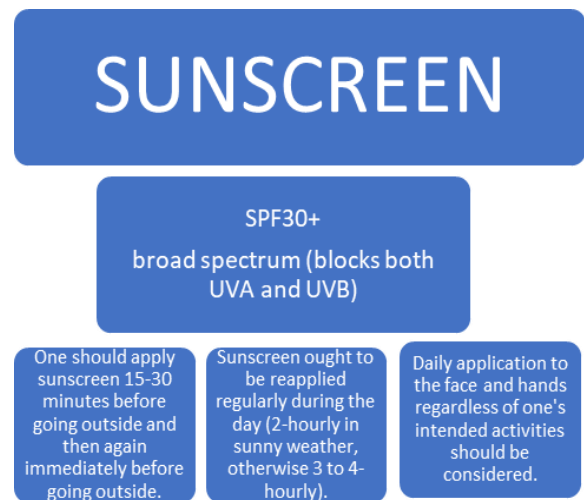 SUNSCREEN
SPF30+
broad spectrum (blocks both
UVA and UVB)
One should apply
sunscreen 15-30
minutes before
going outside and
then again
immediately before
going outside.
Sunscreen ought to
be reapplied
regularly during the
day (2-hourly in
sunny weather,
otherwise 3 to 4-
hourly).
Daily application to
the face and hands
regardless of one's
intended activities
should be
considered.